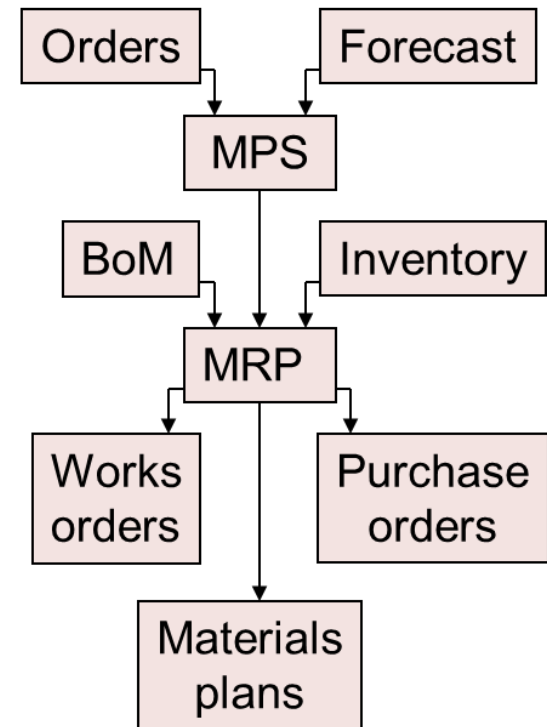 Orders
Forecast
MPS
BoM
Inventory
MRP
Works
orders
Purchase
orders
Materials
plans